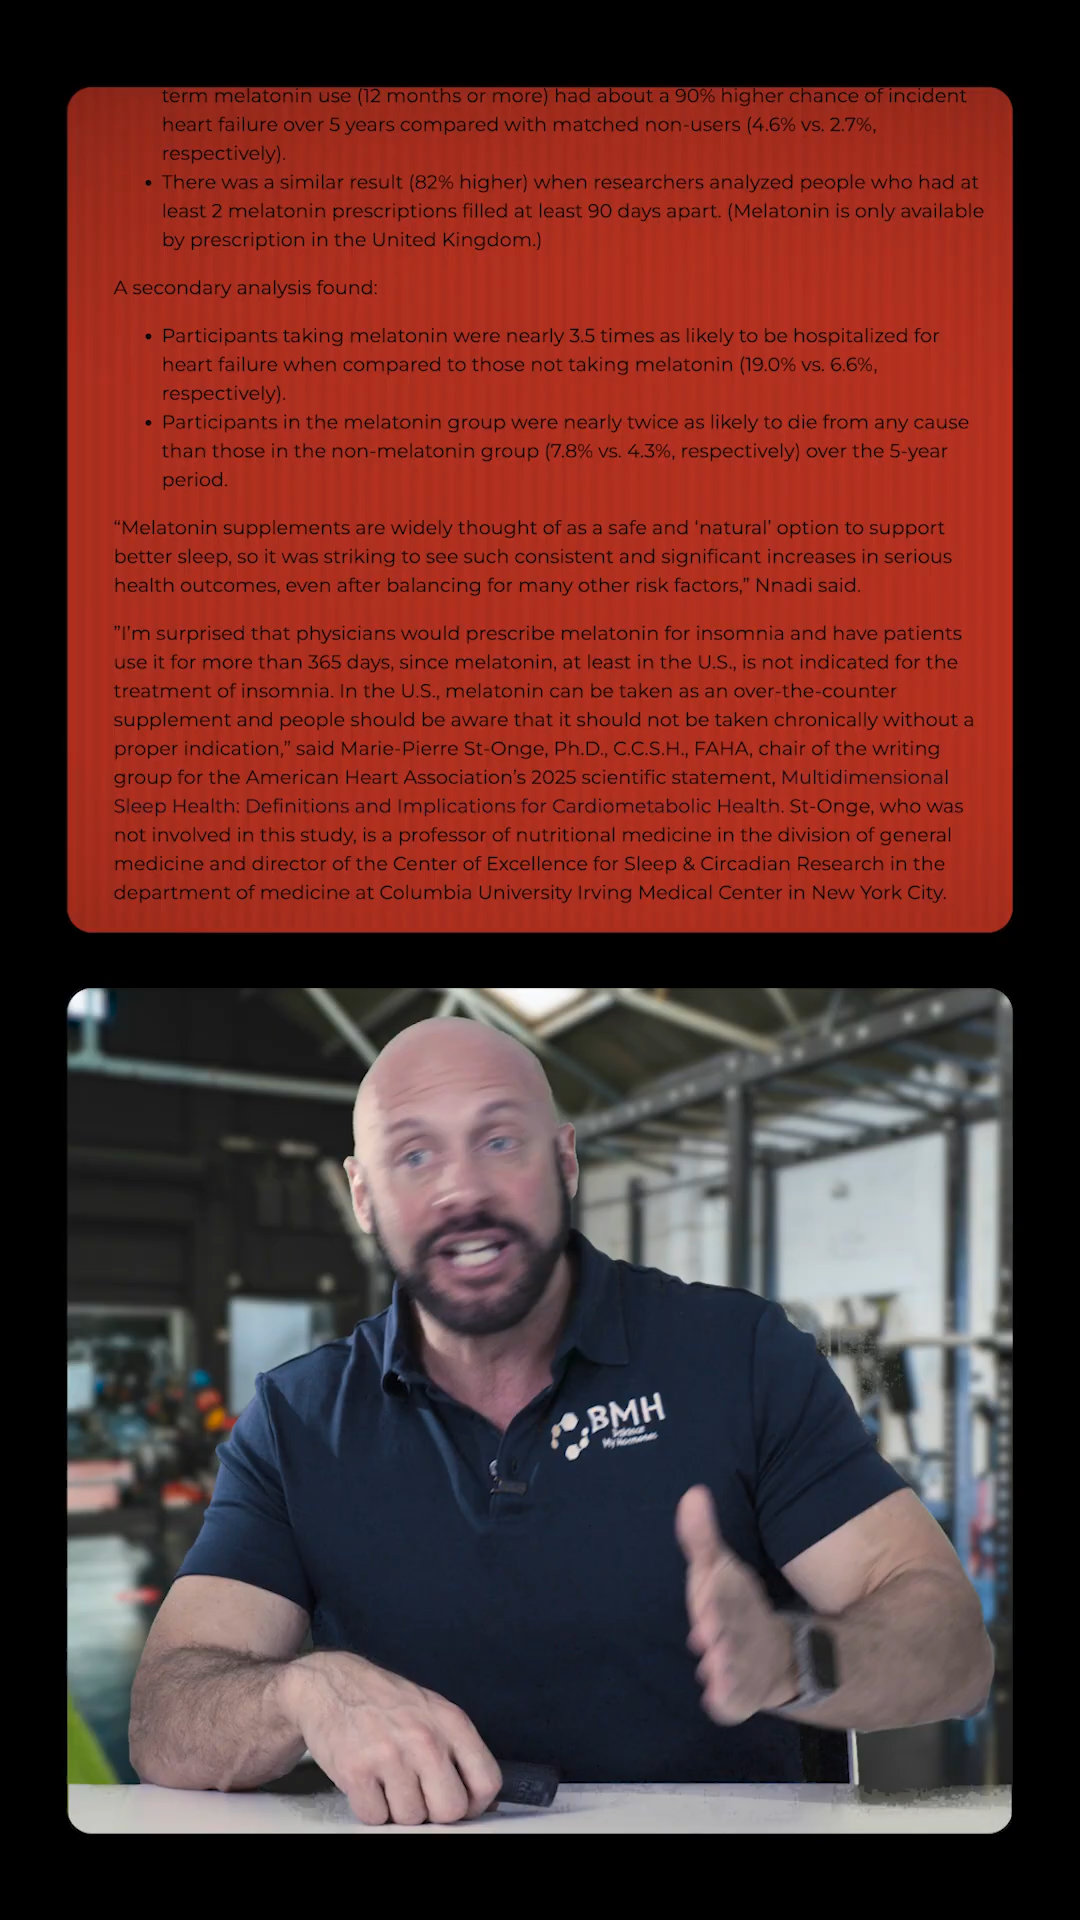 term melatonin use (12 months or more) had about a 90% higher chance of incident
heart failure over 5 years compared with matched non-users (4.6% vs. 2.7%,
respectively).
• There was a similar result (82% higher) when researchers analyzed people who had at
least 2 melatonin prescriptions filled at least 90 days apart. (Melatonin is only available
by prescription in the United Kingdom.)
A secondary analysis found:
• Participants taking melatonin were nearly 3.5 times as likely to be hospitalized for
heart failure when compared to those not taking melatonin (19.0% vs. 6.6%,
respectively).
• Participants in the melatonin group were nearly twice as likely to die from any cause
than those in the non-melatonin group (7.8% vs. 4.3%, respectively) over the 5-year
period.
“Melatonin supplements are widely thought of as a safe and ‘natural’ option to support
better sleep, so it was striking to see such consistent and significant increases in serious
health outcomes, even after balancing for many other risk factors,” Nnadi said.
”I’m surprised that physicians would prescribe melatonin for insomnia and have patients
use it for more than 365 days, since melatonin, at least in the U.S., is not indicated for the
treatment of insomnia. In the U.S., melatonin can be taken as an over-the-counter
supplement and people should be aware that it should not be taken chronically without a
proper indication,” said Marie-Pierre St-Onge, Ph.D., C.C.S.H., FAHA, chair of the writing
group for the American Heart Association’s 2025 scientific statement, Multidimensional
Sleep Health: Definitions and Implications for Cardiometabolic Health. St-Onge, who was
not involved in this study, is a professor of nutritional medicine in the division of general
medicine and director of the Center of Excellence for Sleep & Circadian Research in the
department of medicine at Columbia University Irving Medical Center in New York City.
BMH
Balance
My Hormones